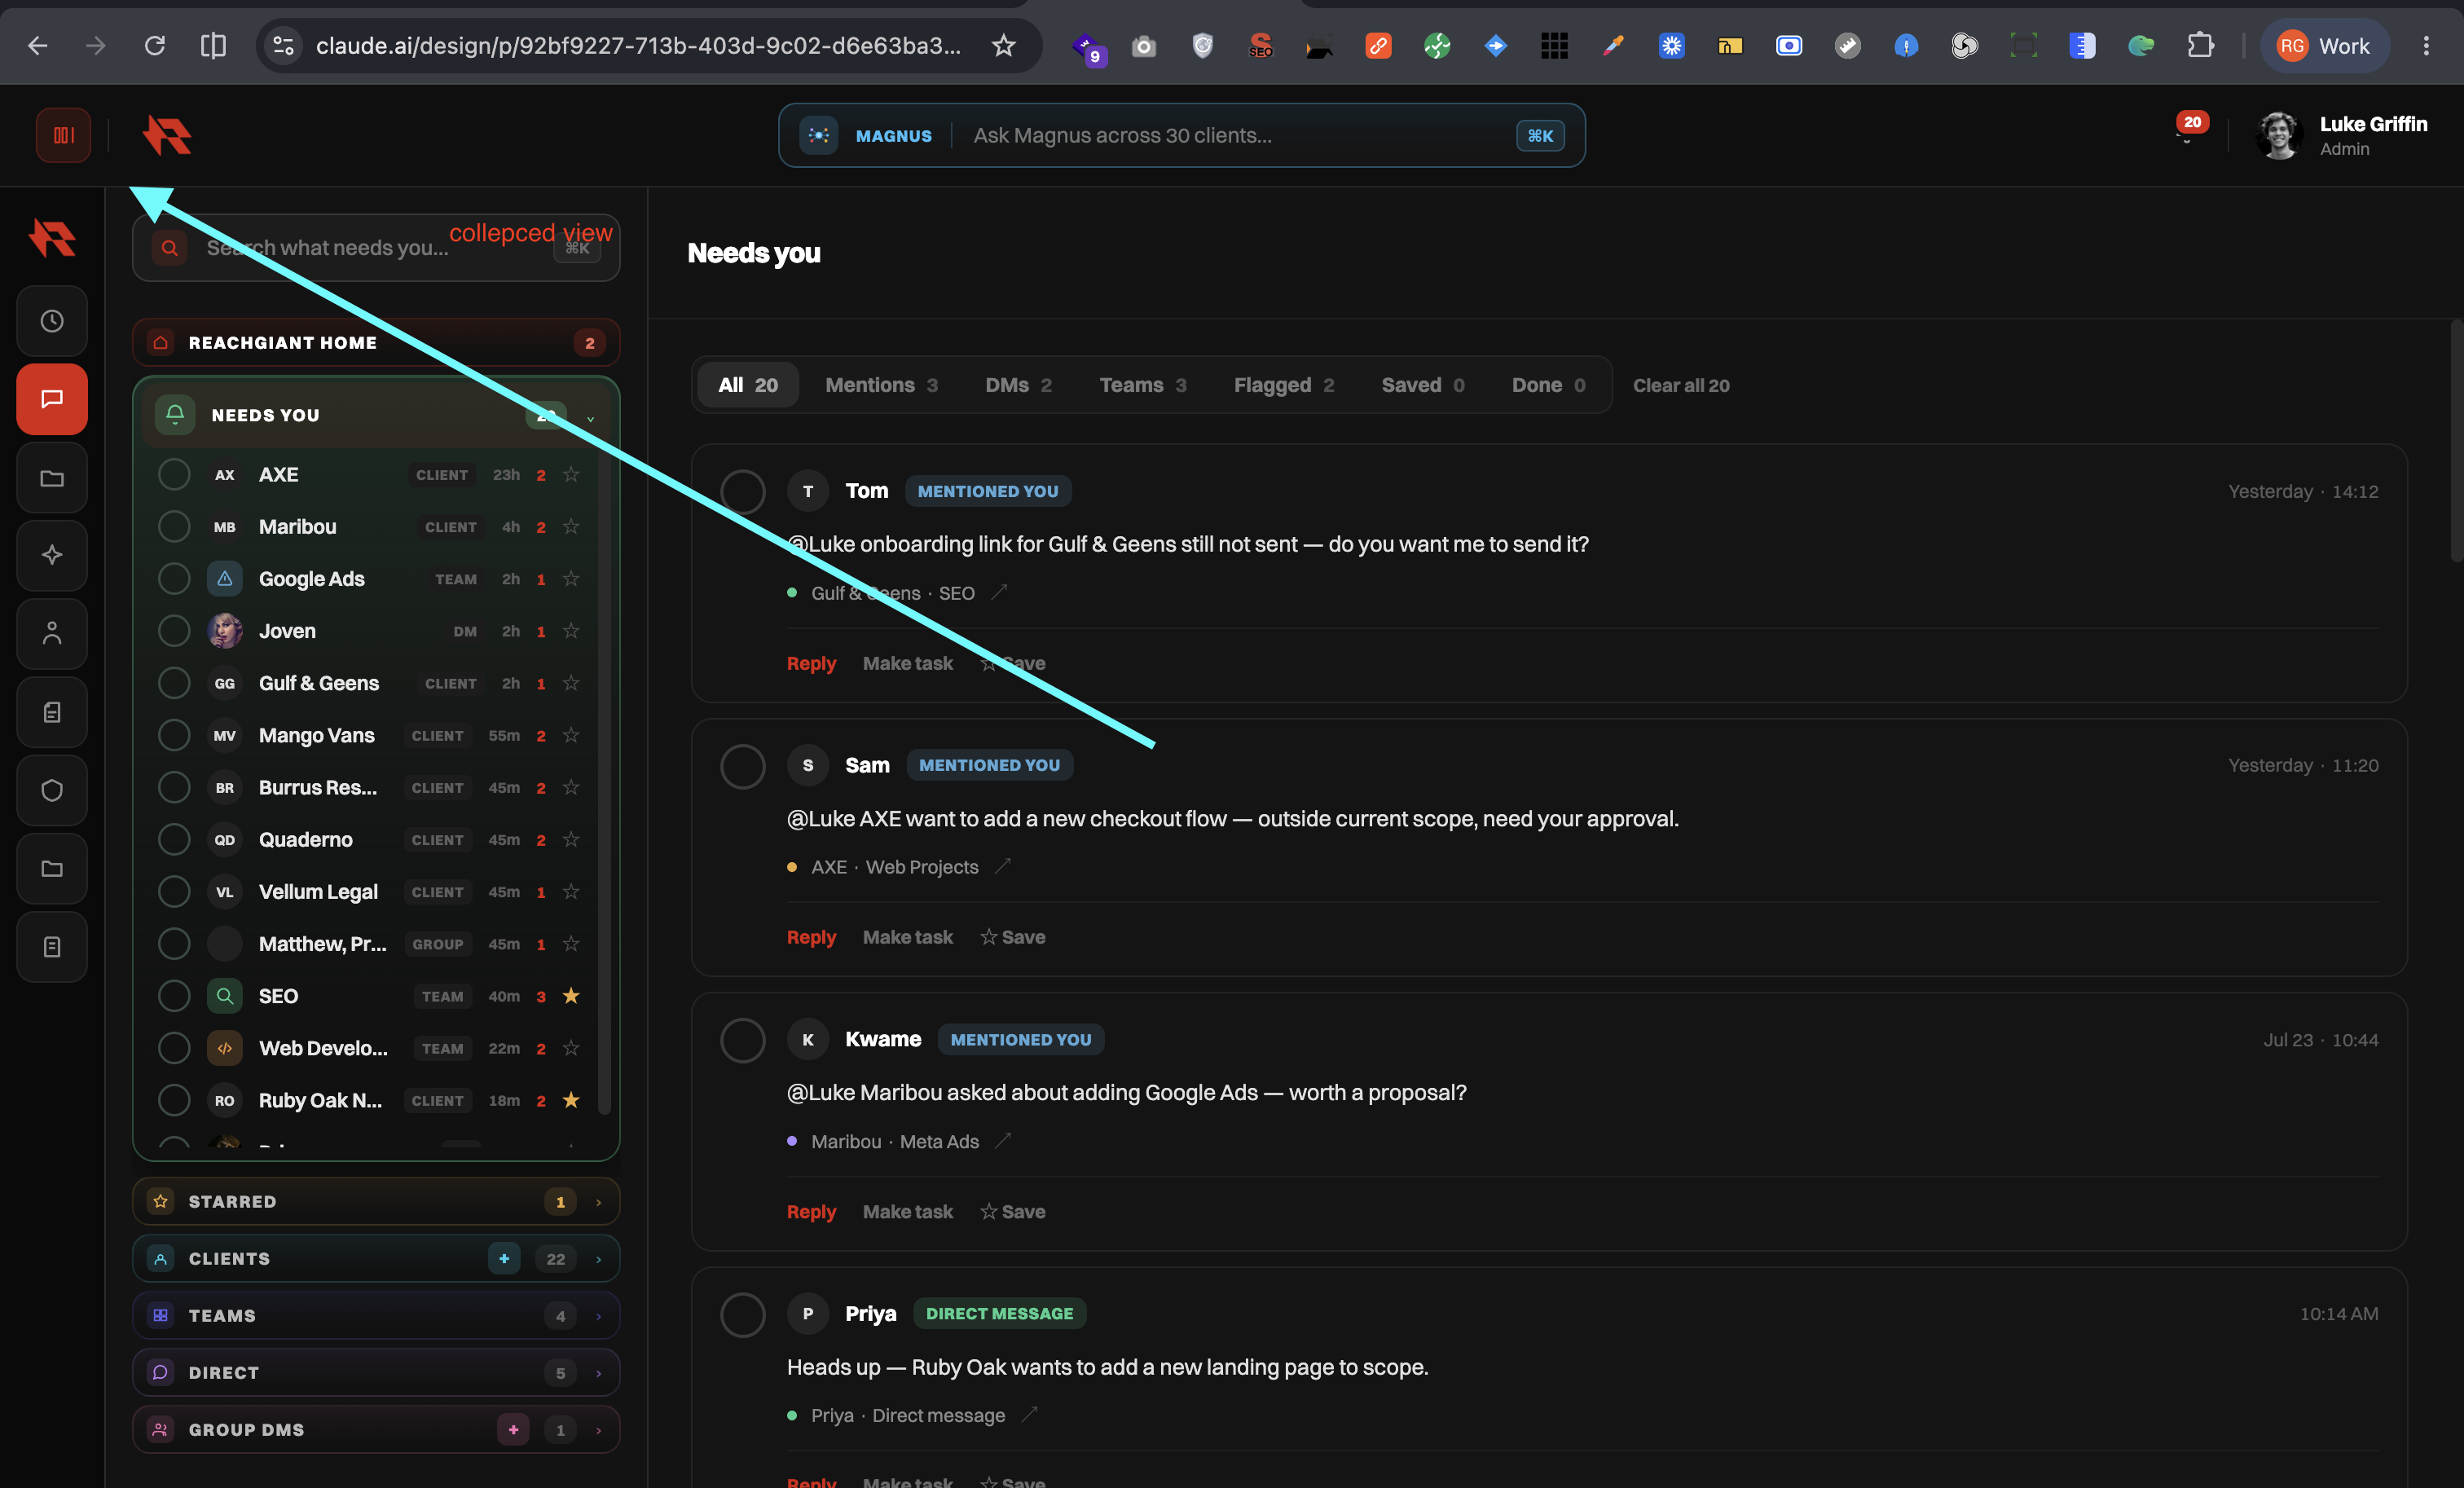 claude.ai/design/p/92bf9227-713b-403d-9c02-d6e63ba3...
SEO
9
RG Work
MAGNUS Ask Magnus across 30 clients... ⌘K
20
Luke Griffin
Admin
Search what needs you... ⌘K
collepced view
REACHGIANT HOME 2
NEEDS YOU
AX AXE CLIENT 23h 2
MB Maribou CLIENT 4h 2
Google Ads TEAM 2h 1
Joven DM 2h 1
GG Gulf & Geens CLIENT 2h 1
MV Mango Vans CLIENT 55m 2
BR Burrus Res... CLIENT 45m 2
QD Quaderno CLIENT 45m 2
VL Vellum Legal CLIENT 45m 1
Matthew, Pr... GROUP 45m 1
SEO TEAM 40m 3
Web Develo... TEAM 22m 2
RO Ruby Oak N... CLIENT 18m 2
STARRED 1
CLIENTS + 22
TEAMS 4
DIRECT 5
GROUP DMS + 1
Needs you
All 20 Mentions 3 DMs 2 Teams 3 Flagged 2 Saved 0 Done 0 Clear all 20
T Tom MENTIONED YOU Yesterday · 14:12
@Luke onboarding link for Gulf & Geens still not sent — do you want me to send it?
Gulf & Geens · SEO
Reply Make task ☆ Save
S Sam MENTIONED YOU Yesterday · 11:20
@Luke AXE want to add a new checkout flow — outside current scope, need your approval.
AXE · Web Projects
Reply Make task ☆ Save
K Kwame MENTIONED YOU Jul 23 · 10:44
@Luke Maribou asked about adding Google Ads — worth a proposal?
Maribou · Meta Ads
Reply Make task ☆ Save
P Priya DIRECT MESSAGE 10:14 AM
Heads up — Ruby Oak wants to add a new landing page to scope.
Priya · Direct message
Reply Make task ☆ Save